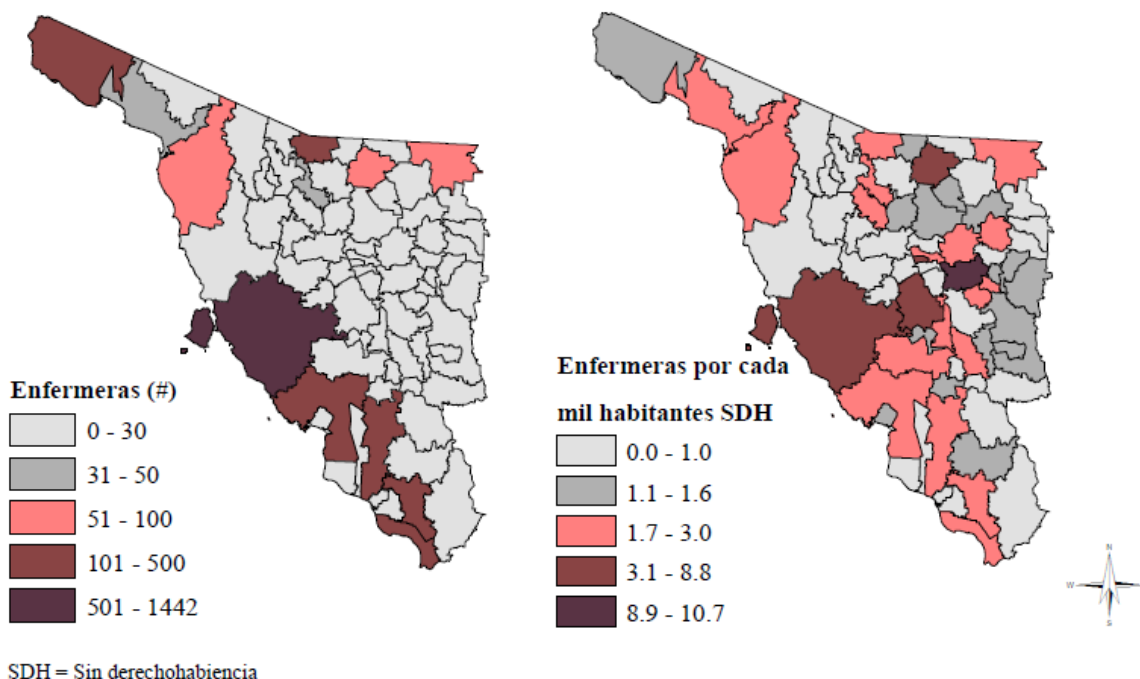 Enfermeras (#)
0 - 30
31 - 50
51 - 100
101 - 500
501 - 1442
Enfermeras por cada
mil habitantes SDH
0.0 - 1.0
1.1 - 1.6
1.7 - 3.0
3.1 - 8.8
8.9 - 10.7
N
W
S
SDH = Sin derechohabiencia